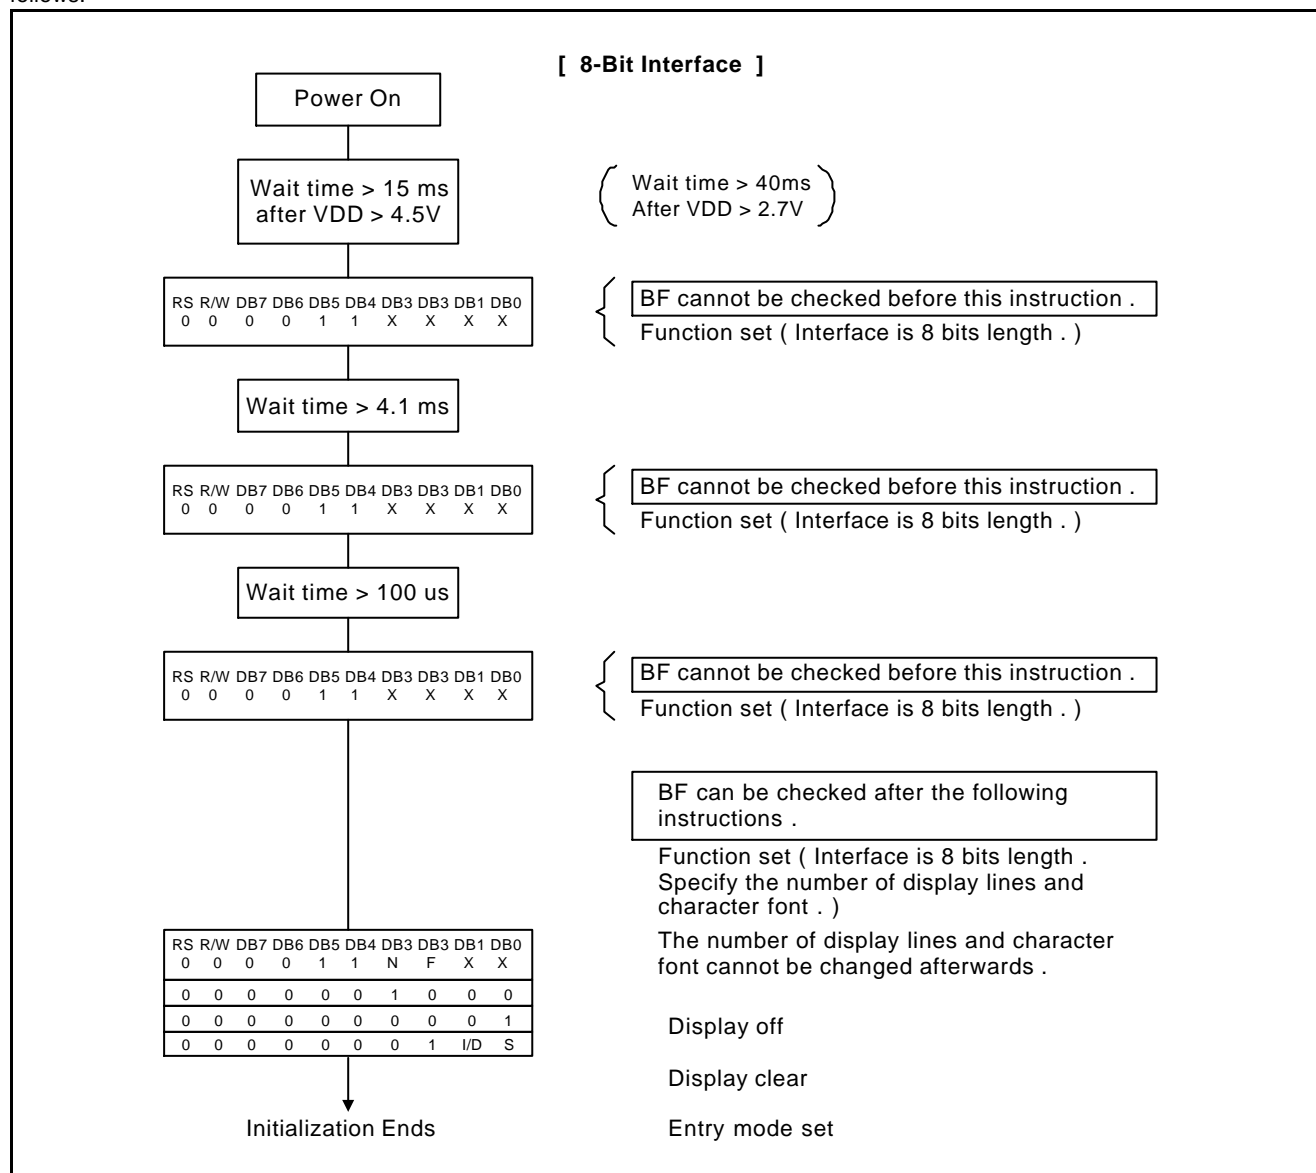 [ 8-Bit Interface ]
Power On
Wait time > 15 ms
after VDD > 4.5V
Wait time > 40ms
After VDD > 2.7V
RS R/W DB7 DB6 DB5 DB4 DB3 DB3 DB1 DB0
0 0 0 0 1 1 X X X X
BF cannot be checked before this instruction .
Function set ( Interface is 8 bits length . )
Wait time > 4.1 ms
RS R/W DB7 DB6 DB5 DB4 DB3 DB3 DB1 DB0
0 0 0 0 1 1 X X X X
BF cannot be checked before this instruction .
Function set ( Interface is 8 bits length . )
Wait time > 100 us
RS R/W DB7 DB6 DB5 DB4 DB3 DB3 DB1 DB0
0 0 0 0 1 1 X X X X
BF cannot be checked before this instruction .
Function set ( Interface is 8 bits length . )
BF can be checked after the following
instructions .
Function set ( Interface is 8 bits length .
Specify the number of display lines and
character font . )
The number of display lines and character
font cannot be changed afterwards .
RS R/W DB7 DB6 DB5 DB4 DB3 DB3 DB1 DB0
0 0 0 0 1 1 N F X X
0 0 0 0 0 0 1 0 0 0
0 0 0 0 0 0 0 0 0 1
0 0 0 0 0 0 0 1 I/D S
Display off
Display clear
Initialization Ends
Entry mode set